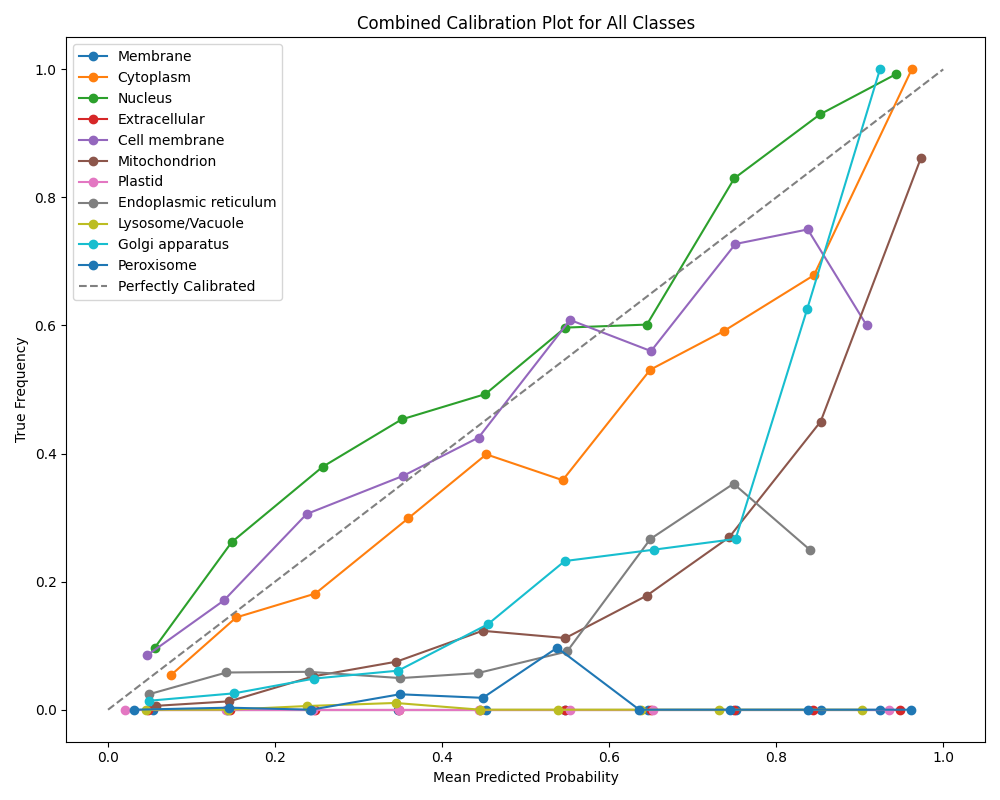 Combined Calibration Plot for All Classes
Membrane
Cytoplasm
Nucleus
Extracellular
Cell membrane
Mitochondrion
Plastid
Endoplasmic reticulum
Lysosome/Vacuole
Golgi apparatus
Peroxisome
Perfectly Calibrated
True Frequency
1.0
0.8
0.6
0.4
0.2
0.0
0.0 0.2 0.4 0.6 0.8 1.0
Mean Predicted Probability